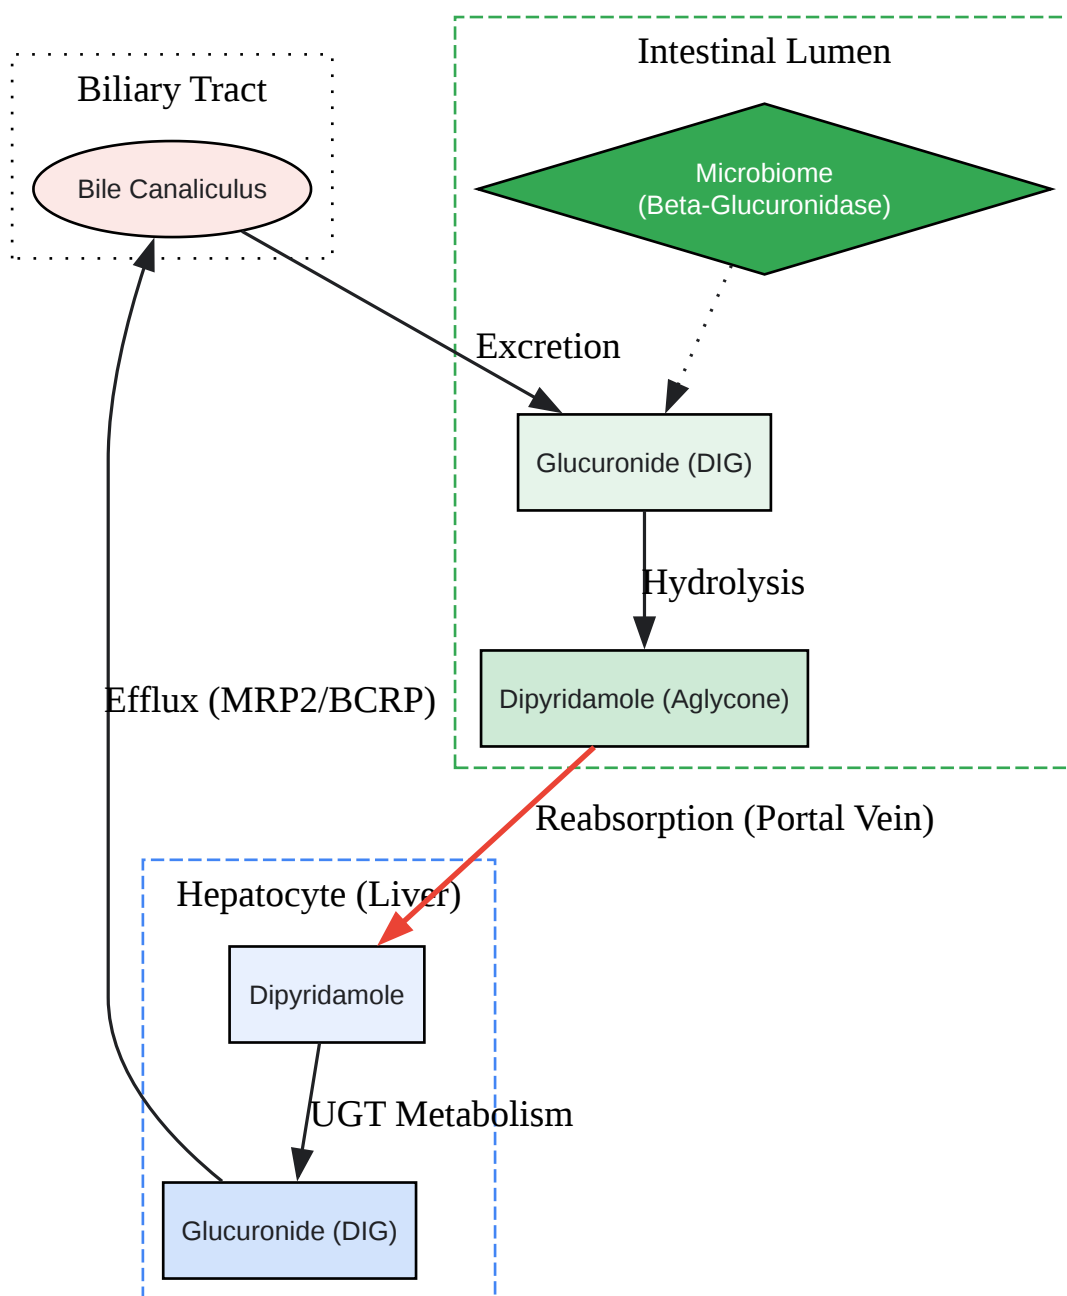 Intestinal Lumen
Biliary Tract
Microbiome
(Beta-Glucuronidase)
Bile Canaliculus
Excretion
Glucuronide (DIG)
Hydrolysis
Dipyridamole (Aglycone)
Efflux (MRP2/BCRP)
Reabsorption (Portal Vein)
Hepatocyte (Liver)
Dipyridamole
UGT Metabolism
Glucuronide (DIG)